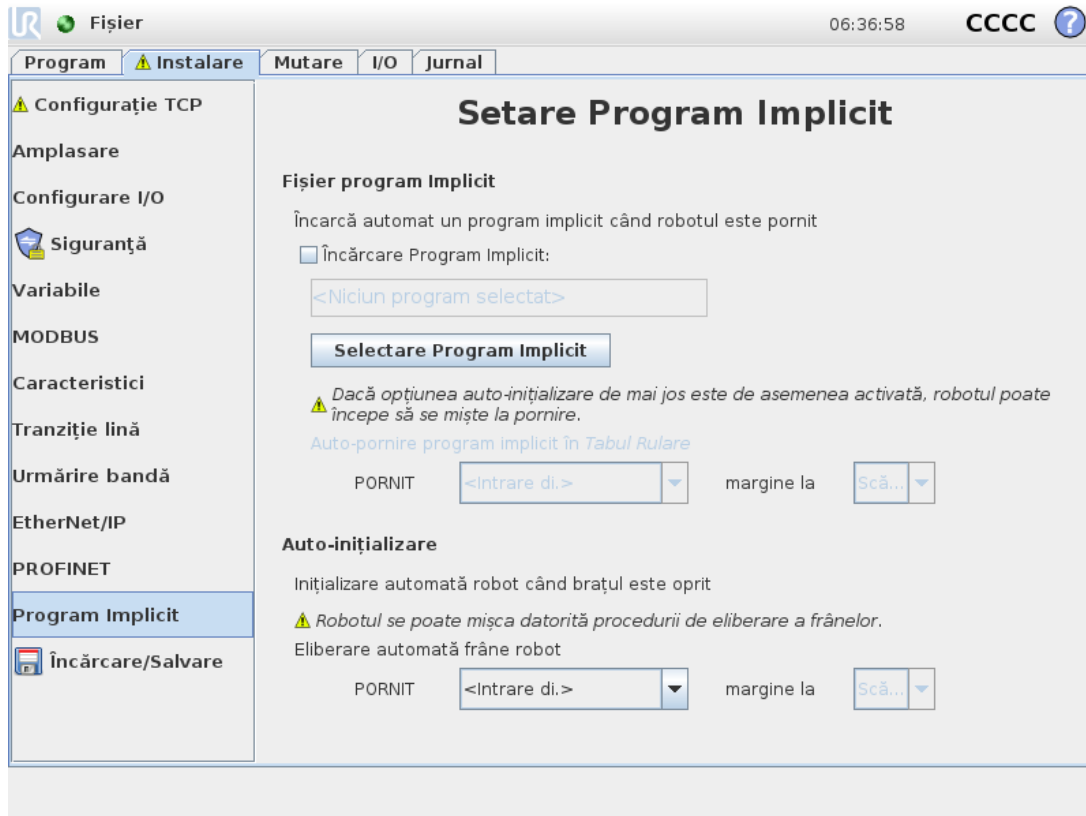 UR Fișier 06:36:58 CCCC ?
Program Instalare Mutare I/O Jurnal
Configurație TCP
Amplasare
Configurare I/O
Siguranță
Variabile
MODBUS
Caracteristici
Tranziție lină
Urmărire bandă
EtherNet/IP
PROFINET
Program Implicit
Încărcare/Salvare
Setare Program Implicit
Fișier program Implicit
Încarcă automat un program implicit când robotul este pornit
Încărcare Program Implicit:
<Niciun program selectat>
Selectare Program Implicit
Dacă opțiunea auto-inițializare de mai jos este de asemenea activată, robotul poate
începe să se miște la pornire.
Auto-pornire program implicit în Tabul Rulare
PORNIT <Intrare di.> margine la Scă...
Auto-inițializare
Inițializare automată robot când brațul este oprit
Robotul se poate mișca datorită procedurii de eliberare a frânelor.
Eliberare automată frâne robot
PORNIT <Intrare di.> margine la Scă...